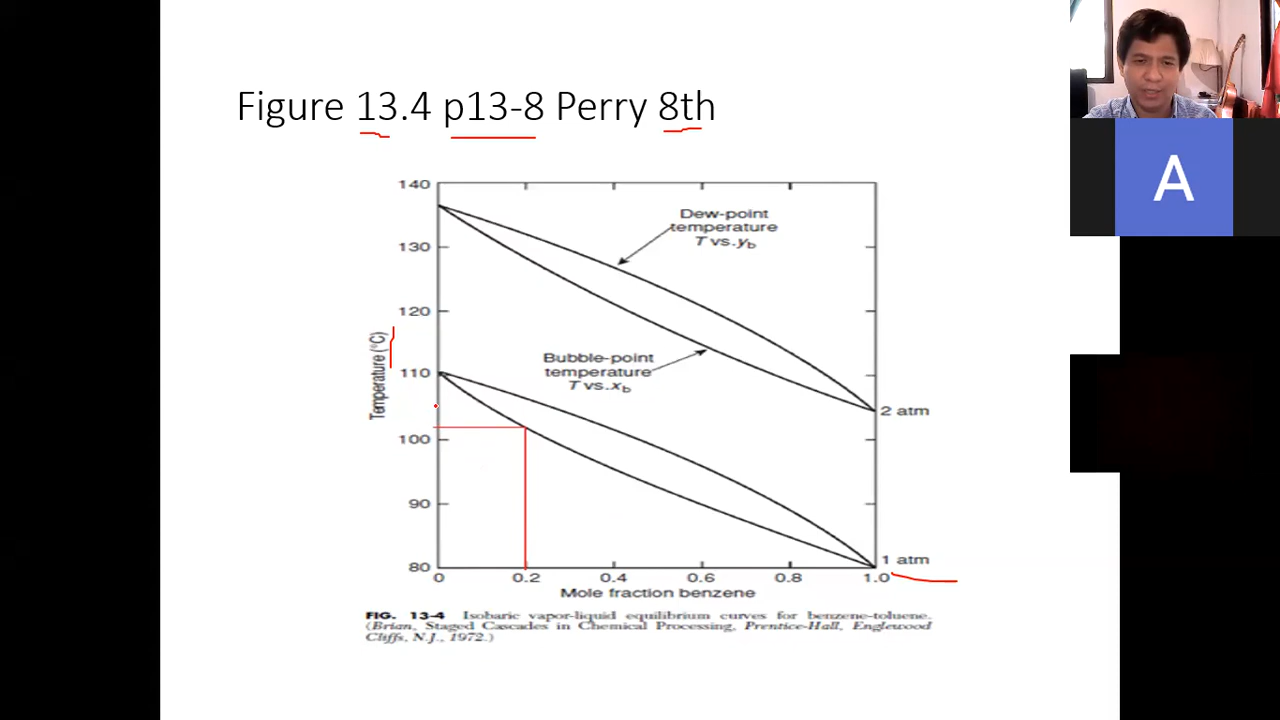 Figure 13.4 p13-8 Perry 8th
A
140
130
120
110
100
90
80
Temperature (°C)
Dew-point
temperature
T vs. yb
Bubble-point
temperature
T vs. xb
2 atm
1 atm
0 0.2 0.4 0.6 0.8 1.0
Mole fraction benzene
FIG. 13-4 Isobaric vapor-liquid equilibrium curves for benzene-toluene.
(Brian, Staged Cascades in Chemical Processing, Prentice-Hall, Englewood
Cliffs, N.J., 1972.)